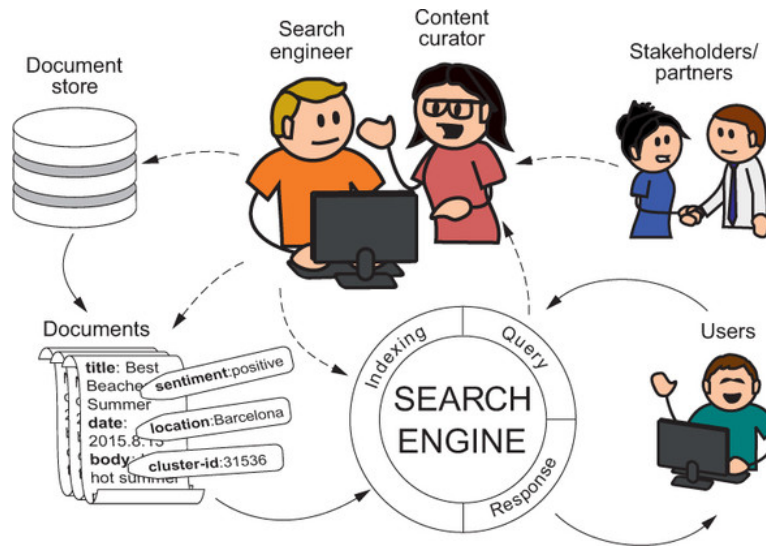 Document
store
Search
engineer
Content
curator
Stakeholders/
partners
Documents
title: Best
Beache
Summer
date:
2015.8.13
body:
hot summer
sentiment:positive
location:Barcelona
cluster-id:31536
Indexing
Query
Response
SEARCH
ENGINE
Users